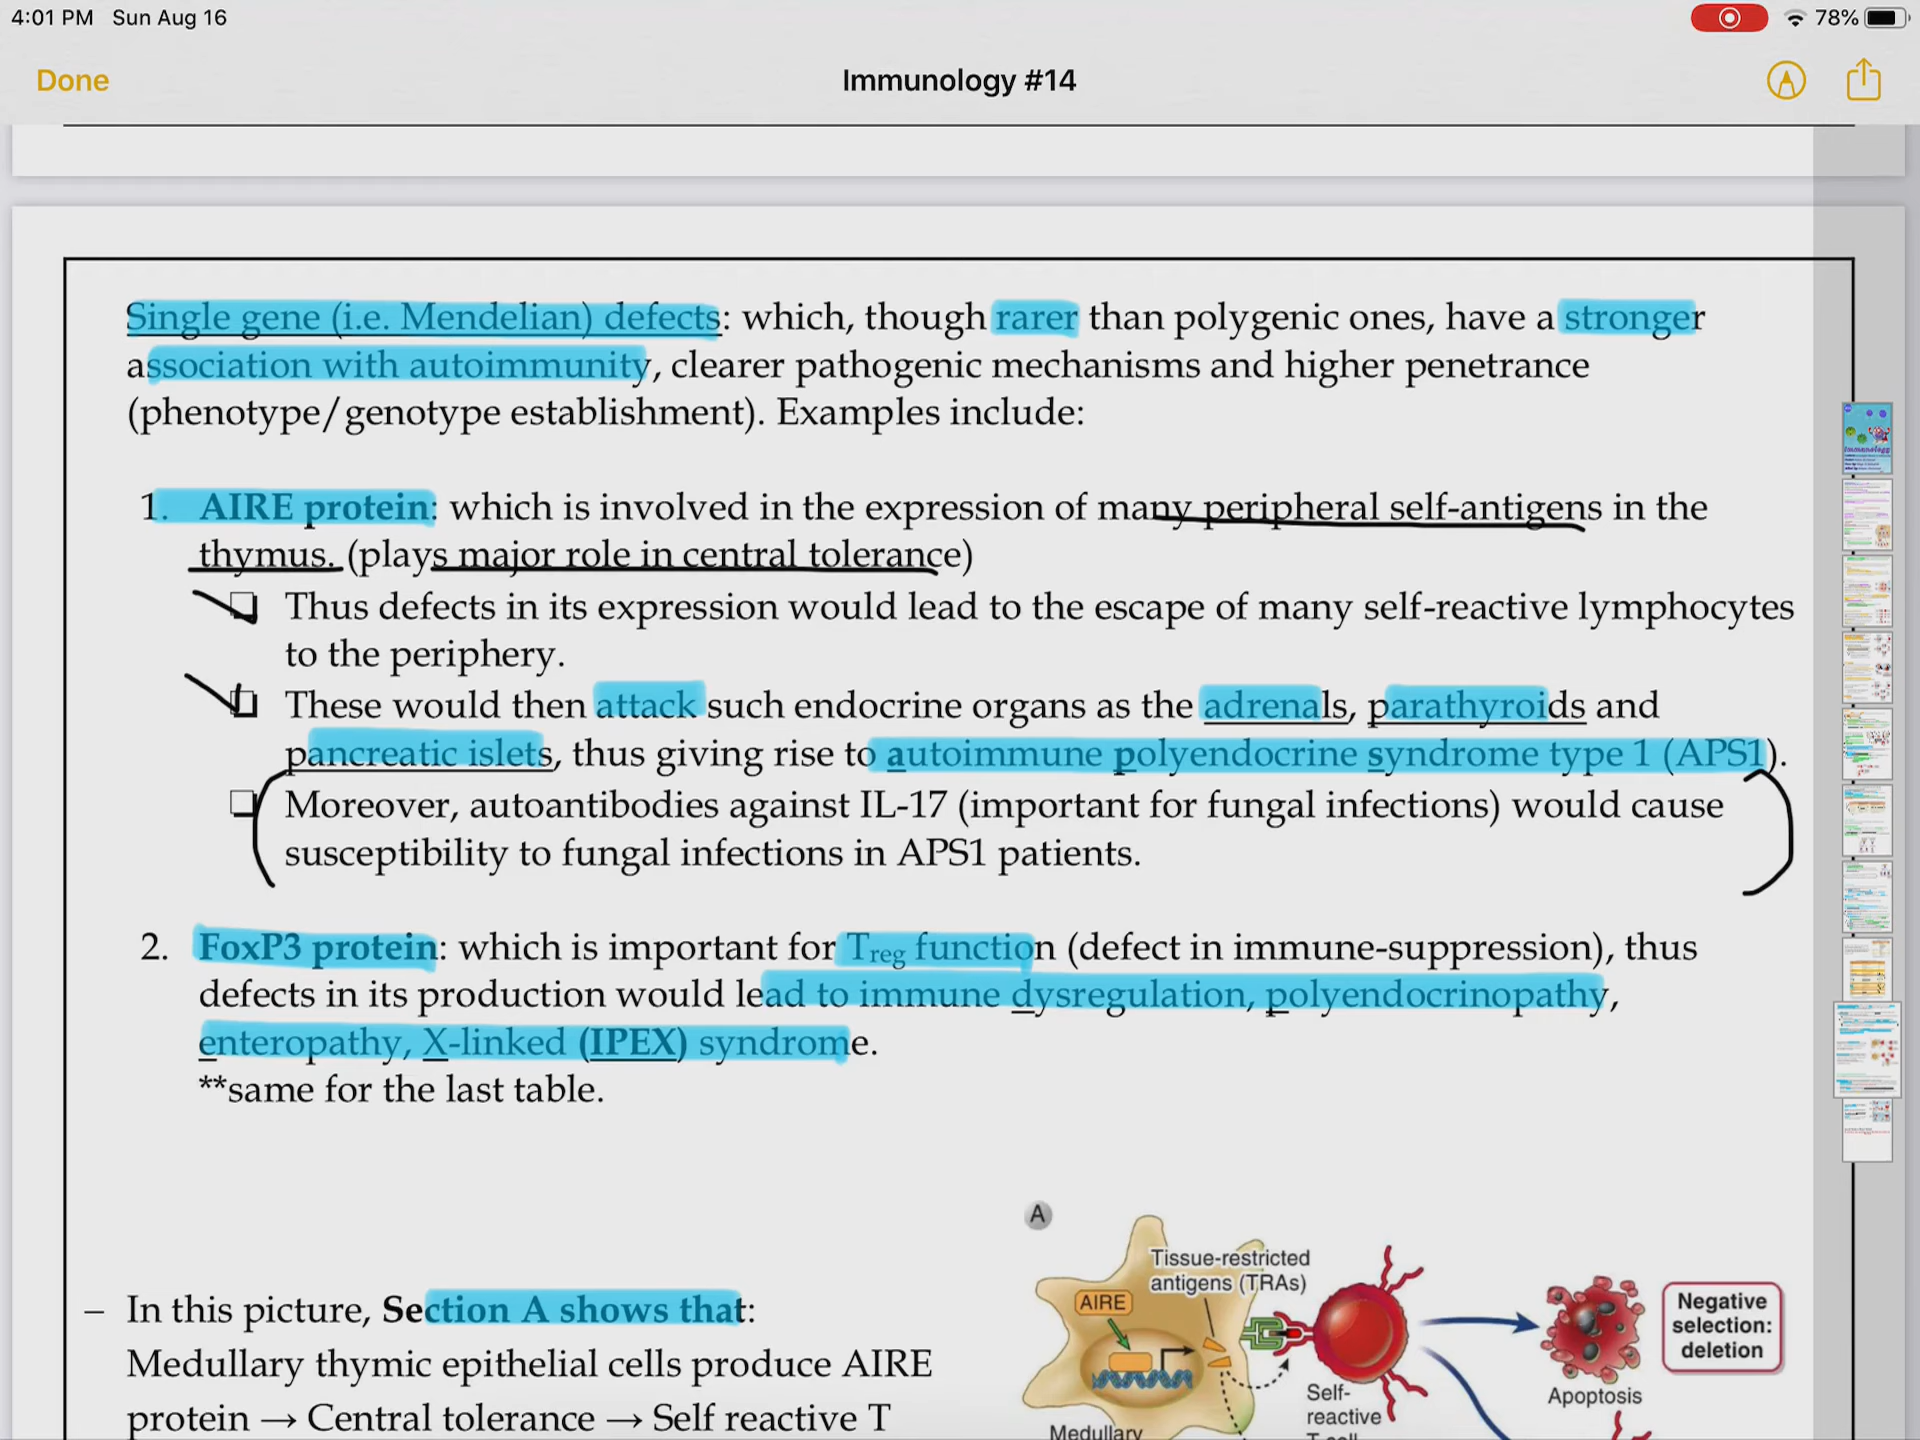 4:01 PM Sun Aug 16
78%
Done
Immunology #14
Single gene (i.e. Mendelian) defects: which, though rarer than polygenic ones, have a stronger
association with autoimmunity, clearer pathogenic mechanisms and higher penetrance
(phenotype/genotype establishment). Examples include:
1. AIRE protein: which is involved in the expression of many peripheral self-antigens in the
thymus. (plays major role in central tolerance)
❑ Thus defects in its expression would lead to the escape of many self-reactive lymphocytes
to the periphery.
❑ These would then attack such endocrine organs as the adrenals, parathyroids and
pancreatic islets, thus giving rise to autoimmune polyendocrine syndrome type 1 (APS1).
❑ Moreover, autoantibodies against IL-17 (important for fungal infections) would cause
susceptibility to fungal infections in APS1 patients.
2. FoxP3 protein: which is important for Treg function (defect in immune-suppression), thus
defects in its production would lead to immune dysregulation, polyendocrinopathy,
enteropathy, X-linked (IPEX) syndrome.
**same for the last table.
– In this picture, Section A shows that:
Medullary thymic epithelial cells produce AIRE
protein → Central tolerance → Self reactive T
A
Tissue-restricted
antigens (TRAs)
AIRE
Medullary
Self-
reactive
T cell
Apoptosis
Negative
selection:
deletion